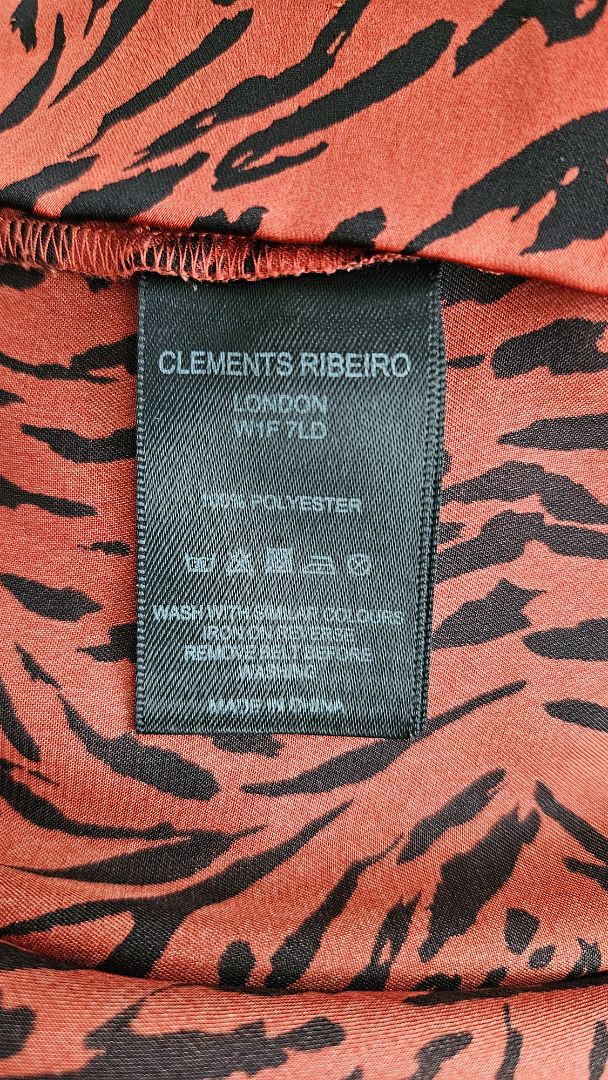 CLEMENTS RIBEIRO
LONDON
W1F 7LD
100% POLYESTER
WASH WITH SIMILAR COLOURS
IRON ON REVERSE
REMOVE BELT BEFORE
WASHING
MADE IN CHINA